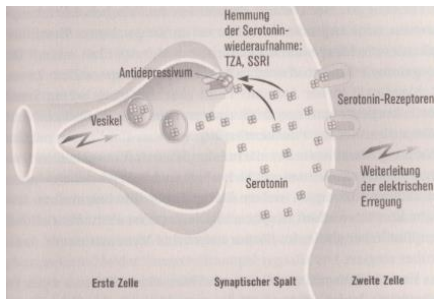 Hemmung
der Serotonin-
wiederaufnahme:
TZA, SSRI
Antidepressivum
Vesikel
Serotonin-Rezeptoren
Serotonin
Weiterleitung
der elektrischen
Erregung
Erste Zelle
Synaptischer Spalt
Zweite Zelle